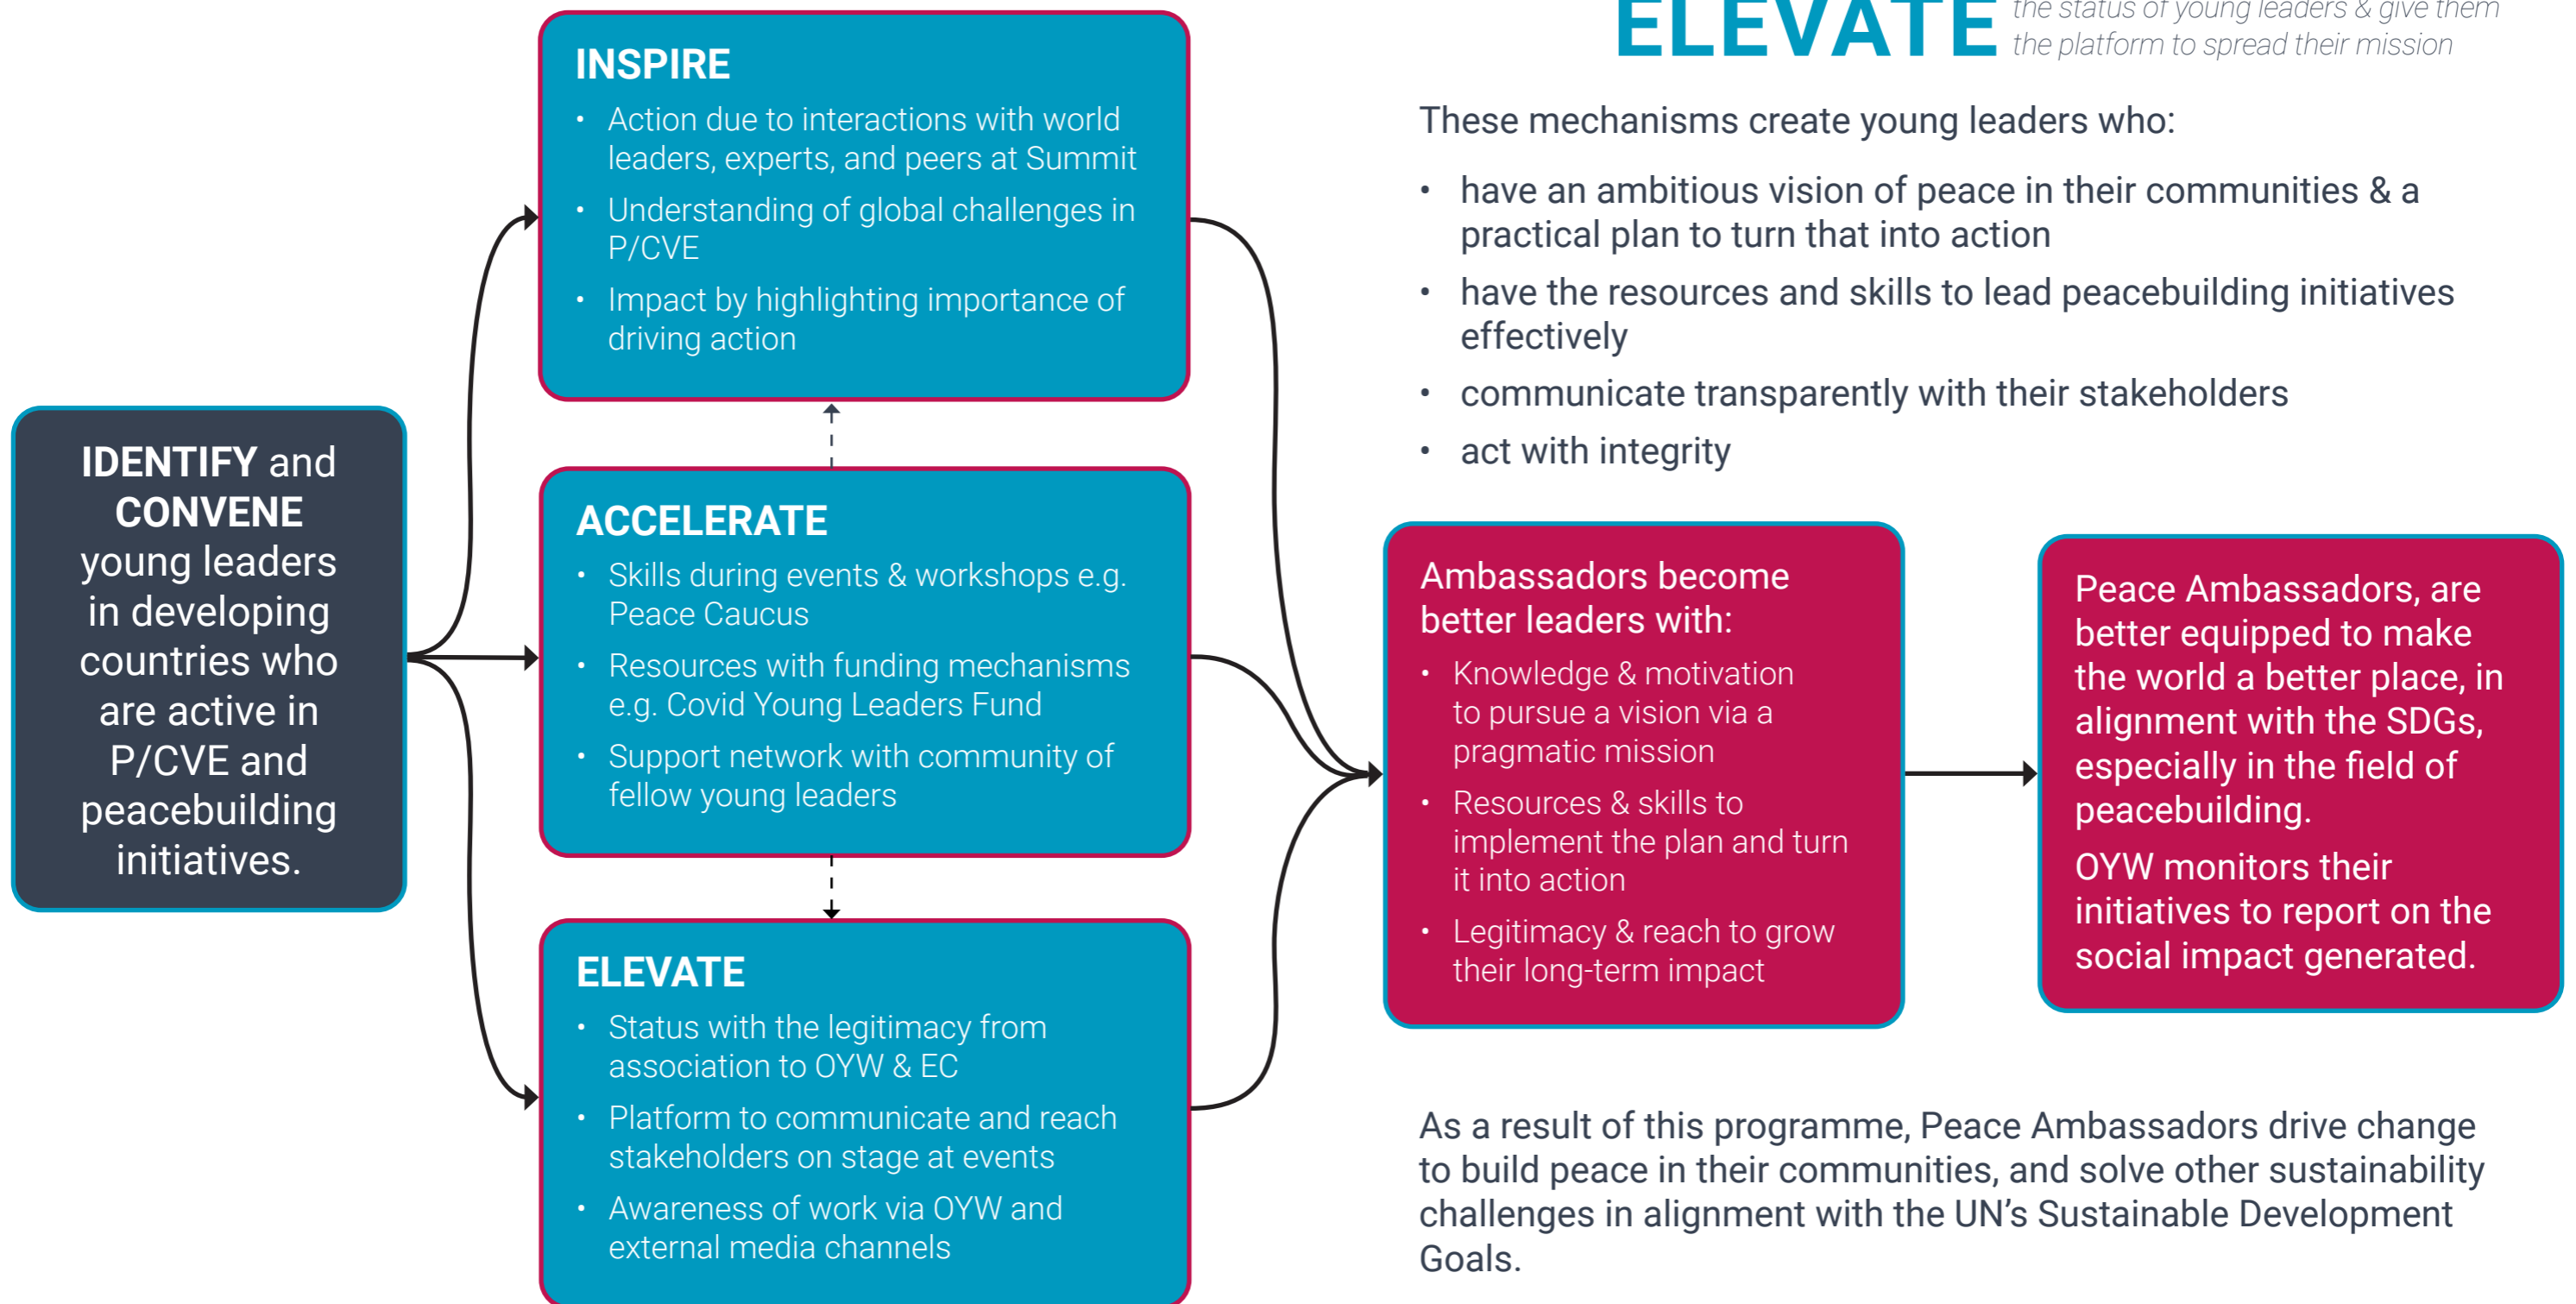 IDENTIFY and
CONVENE
young leaders
in developing
countries who
are active in
P/CVE and
peacebuilding
initiatives.
INSPIRE
• Action due to interactions with world
leaders, experts, and peers at Summit
• Understanding of global challenges in
P/CVE
• Impact by highlighting importance of
driving action
ACCELERATE
• Skills during events & workshops e.g.
Peace Caucus
• Resources with funding mechanisms
e.g. Covid Young Leaders Fund
• Support network with community of
fellow young leaders
ELEVATE
• Status with the legitimacy from
association to OYW & EC
• Platform to communicate and reach
stakeholders on stage at events
• Awareness of work via OYW and
external media channels
ELEVATE
the status of young leaders & give them
the platform to spread their mission
These mechanisms create young leaders who:
• have an ambitious vision of peace in their communities & a
practical plan to turn that into action
• have the resources and skills to lead peacebuilding initiatives
effectively
• communicate transparently with their stakeholders
• act with integrity
Ambassadors become
better leaders with:
• Knowledge & motivation
to pursue a vision via a
pragmatic mission
• Resources & skills to
implement the plan and turn
it into action
• Legitimacy & reach to grow
their long-term impact
Peace Ambassadors, are
better equipped to make
the world a better place, in
alignment with the SDGs,
especially in the field of
peacebuilding.
OYW monitors their
initiatives to report on the
social impact generated.
As a result of this programme, Peace Ambassadors drive change
to build peace in their communities, and solve other sustainability
challenges in alignment with the UN's Sustainable Development
Goals.